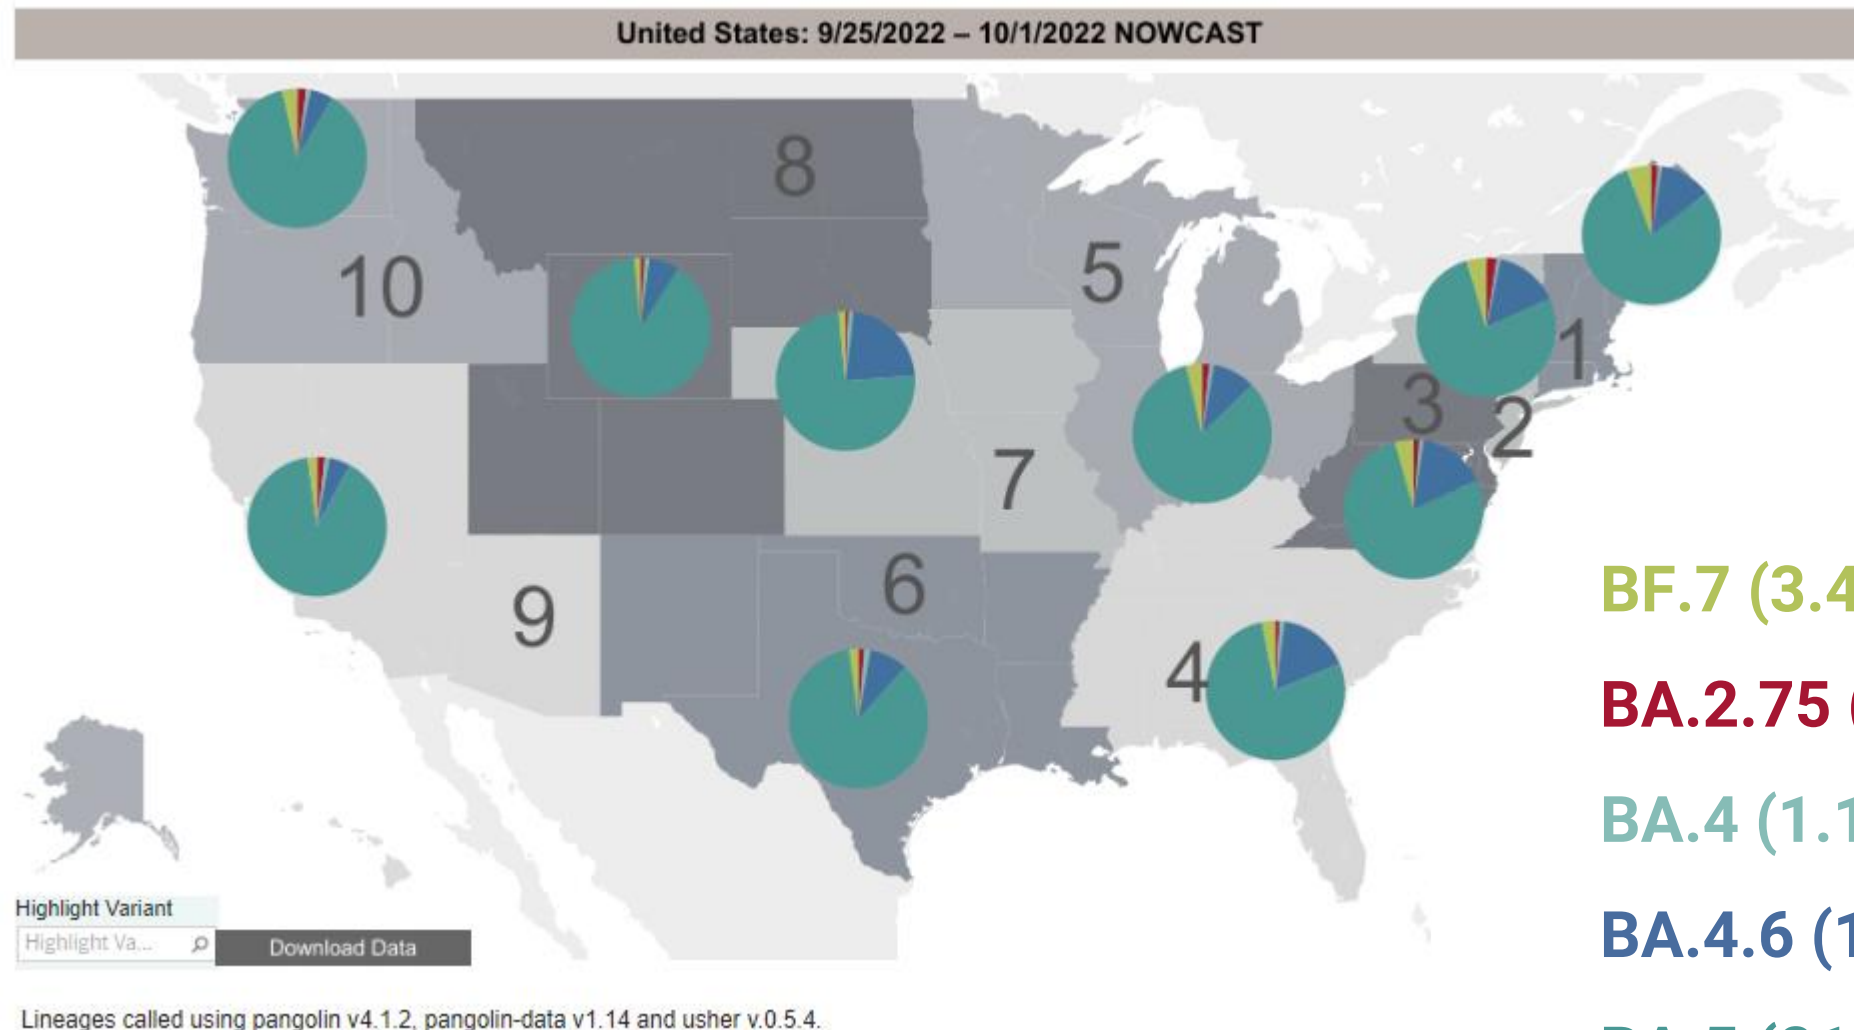 United States: 9/25/2022 – 10/1/2022 NOWCAST
8
10
5
1
3
2
7
6
9
4
BF.7 (3.4
BA.2.75 (
BA.4 (1.1
BA.4.6 (1
Highlight Variant
Highlight Va...
Download Data
Lineages called using pangolin v4.1.2, pangolin-data v1.14 and usher v.0.5.4.